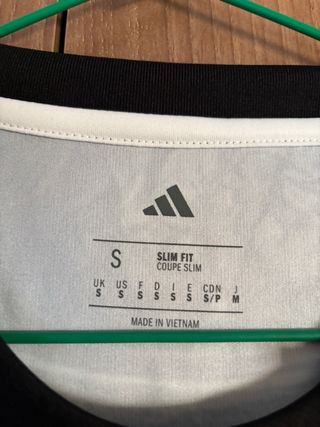 S SLIM FIT
COUPE SLIM
UK US F D I E CDN J
S S S S S S S/P M
MADE IN VIETNAM